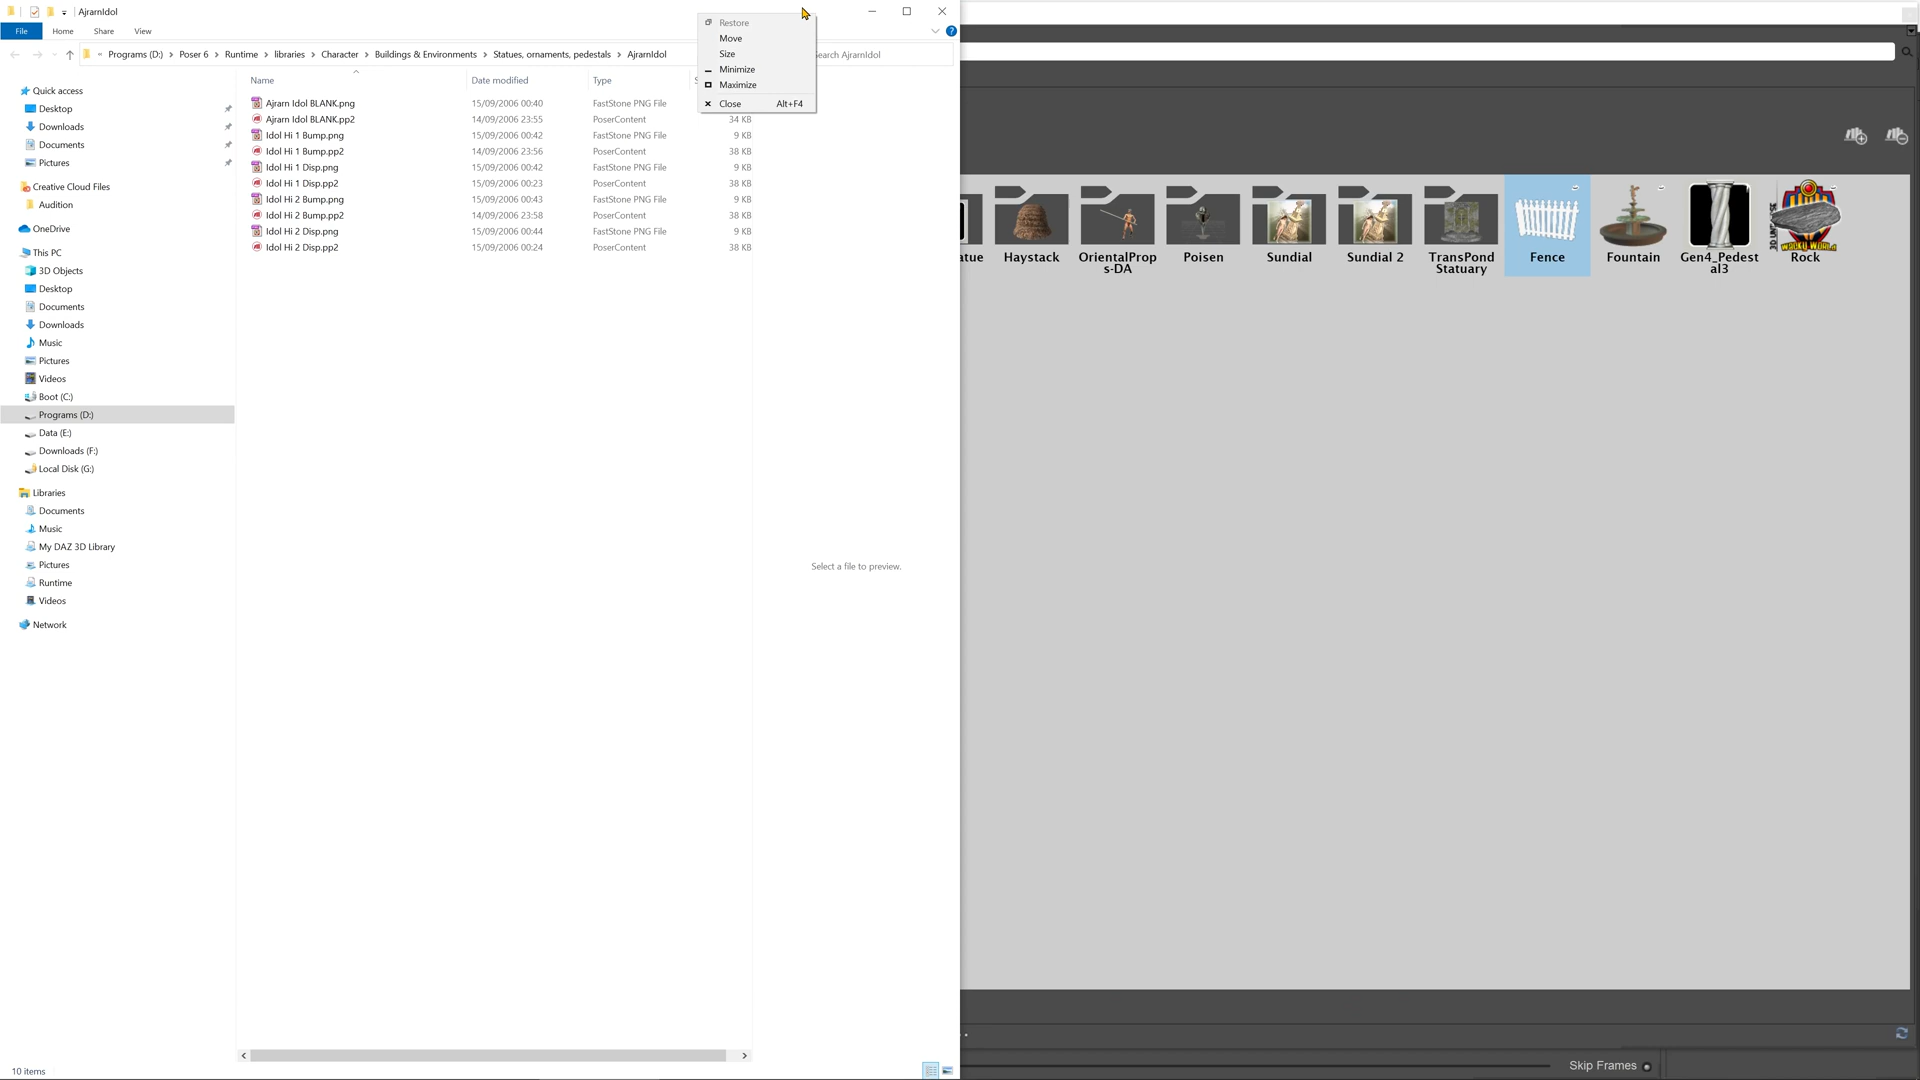 AjrarnIdol
File Home Share View
« Programs (D:) › Poser 6 › Runtime › libraries › Character › Buildings & Environments › Statues, ornaments, pedestals › AjrarnIdol
Search AjrarnIdol
Restore
Move
Size
Minimize
Maximize
Close Alt+F4
Name Date modified Type
Ajrarn Idol BLANK.png 15/09/2006 00:40 FastStone PNG File
Ajrarn Idol BLANK.pp2 14/09/2006 23:55 PoserContent 34 KB
Idol Hi 1 Bump.png 15/09/2006 00:42 FastStone PNG File 9 KB
Idol Hi 1 Bump.pp2 14/09/2006 23:56 PoserContent 38 KB
Idol Hi 1 Disp.png 15/09/2006 00:42 FastStone PNG File 9 KB
Idol Hi 1 Disp.pp2 15/09/2006 00:23 PoserContent 38 KB
Idol Hi 2 Bump.png 15/09/2006 00:43 FastStone PNG File 9 KB
Idol Hi 2 Bump.pp2 14/09/2006 23:58 PoserContent 38 KB
Idol Hi 2 Disp.png 15/09/2006 00:44 FastStone PNG File 9 KB
Idol Hi 2 Disp.pp2 15/09/2006 00:24 PoserContent 38 KB
Quick access
Desktop
Downloads
Documents
Pictures
Creative Cloud Files
Audition
OneDrive
This PC
3D Objects
Desktop
Documents
Downloads
Music
Pictures
Videos
Boot (C:)
Programs (D:)
Data (E:)
Downloads (F:)
Local Disk (G:)
Libraries
Documents
Music
My DAZ 3D Library
Pictures
Runtime
Videos
Network
Select a file to preview.
10 items
atue
Haystack
OrientalProp
s-DA
Poisen
Sundial
Sundial 2
TransPond
Statuary
Fence
Fountain
Gen4_Pedest
al3
WACKY WORLD
Rock
Skip Frames